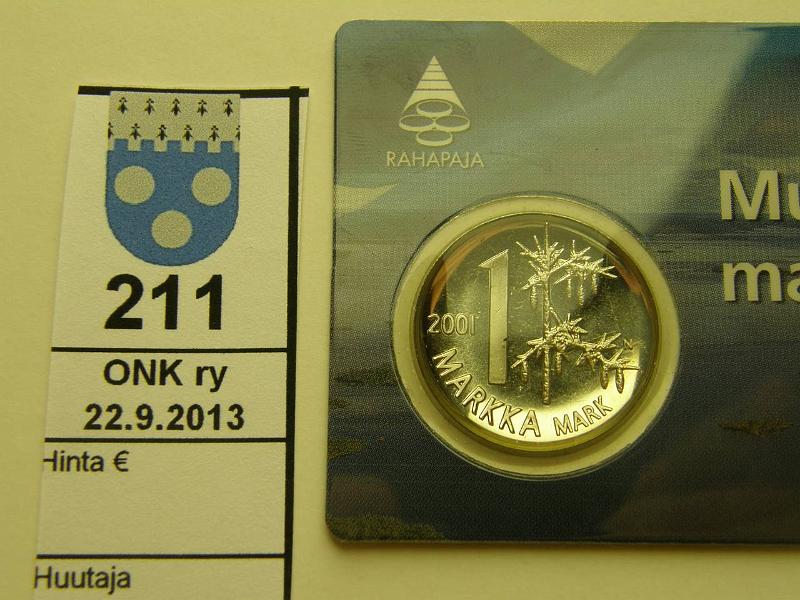 211
ONK ry
22.9.2013
Hinta €
Huutaja
RAHAPAJA
Mu
ma
1
2001
MARKKA MARK
N